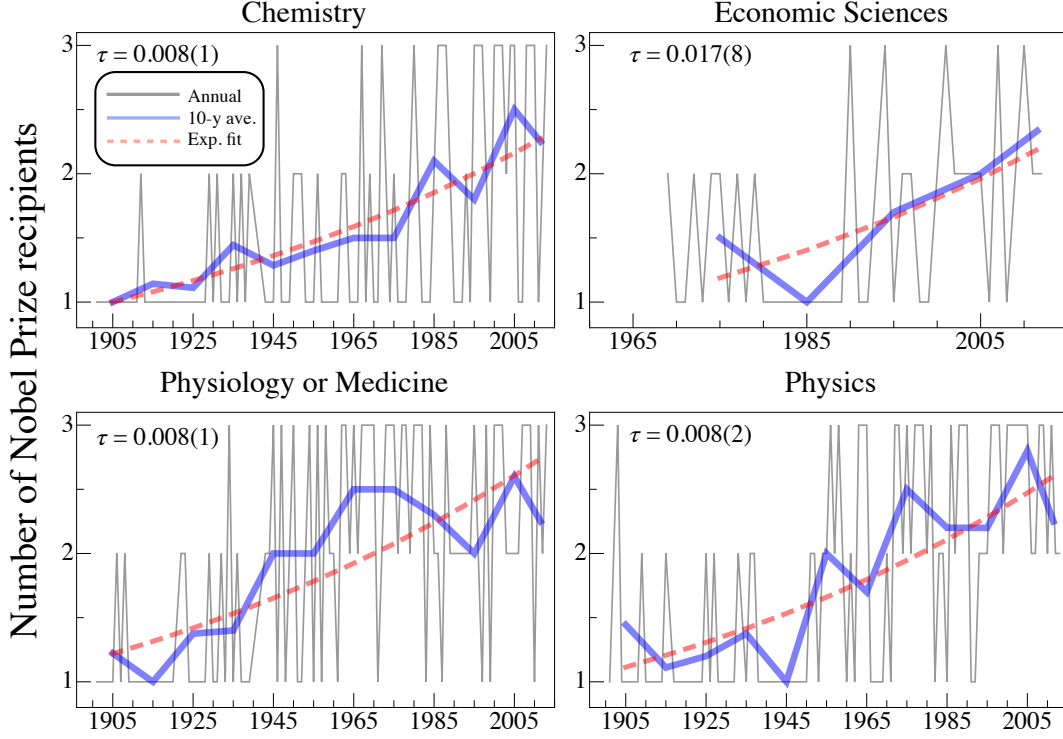 Number of Nobel Prize recipients
Chemistry
τ = 0.008(1)
Annual
10-y ave.
Exp. fit
3
2
1
1905 1925 1945 1965 1985 2005
Economic Sciences
τ = 0.017(8)
3
2
1
1965 1985 2005
Physiology or Medicine
τ = 0.008(1)
3
2
1
1905 1925 1945 1965 1985 2005
Physics
τ = 0.008(2)
3
2
1
1905 1925 1945 1965 1985 2005